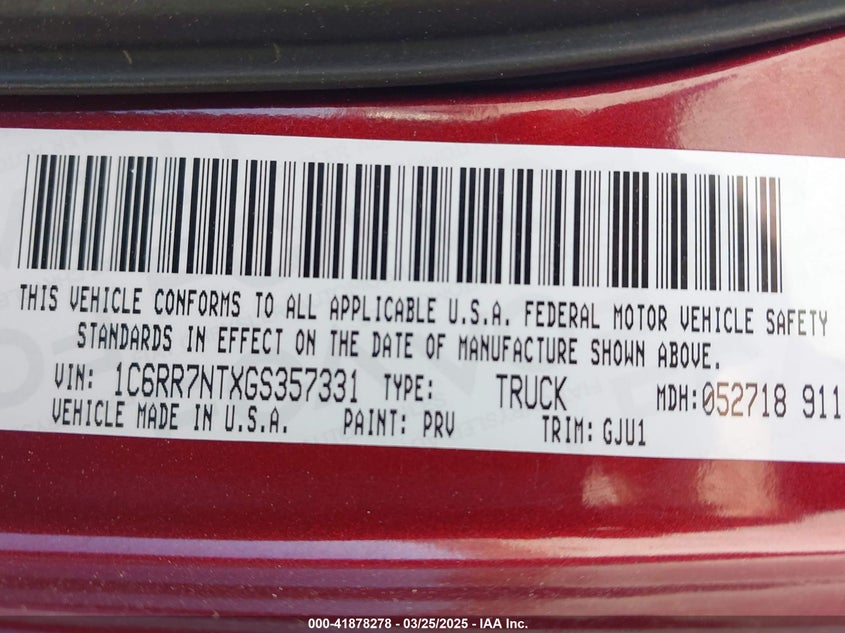 THIS VEHICLE CONFORMS TO ALL APPLICABLE U.S.A. FEDERAL MOTOR VEHICLE SAFETY
STANDARDS IN EFFECT ON THE DATE OF MANUFACTURE SHOWN ABOVE.
VIN: 1C6RR7NTXGS357331 TYPE: TRUCK MDH:052718 911
VEHICLE MADE IN U.S.A. PAINT: PRV TRIM: GJU1
000-41878278 - 03/25/2025 - IAA Inc.